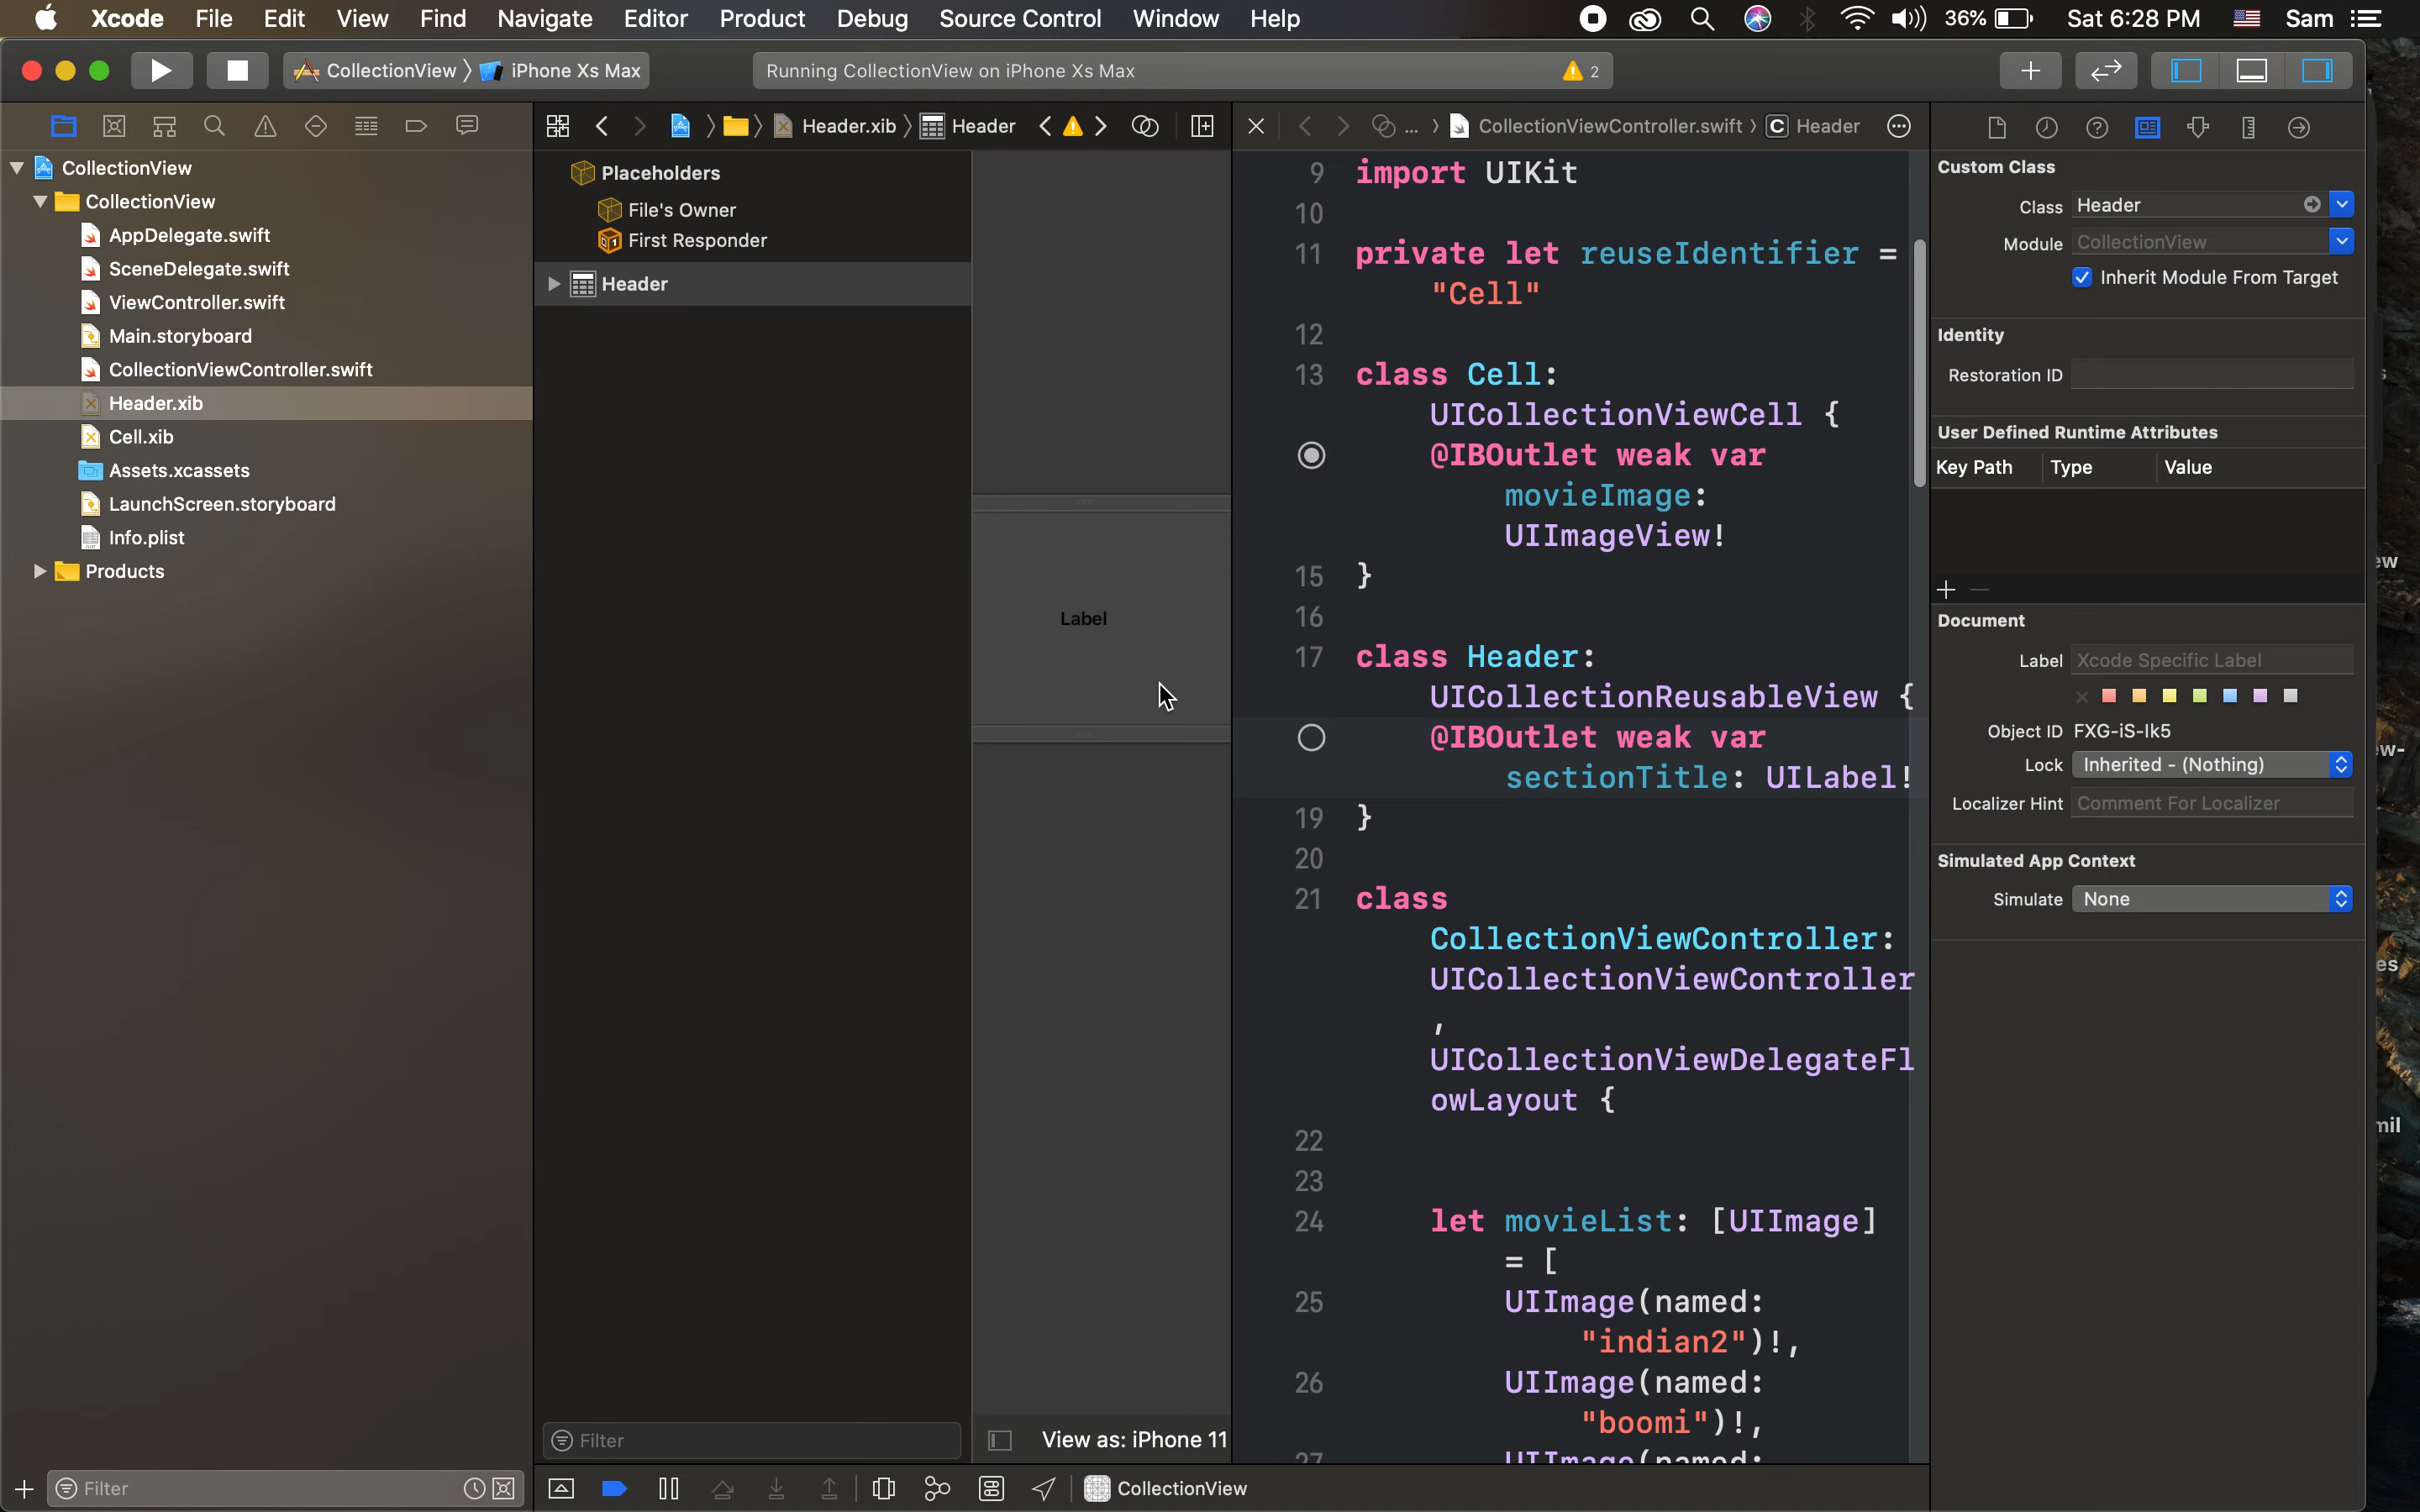 Xcode File Edit View Find Navigate Editor Product Debug Source Control Window Help 36% Sat 6:28 PM Sam
CollectionView iPhone Xs Max
Running CollectionView on iPhone Xs Max 2
CollectionView
CollectionView
AppDelegate.swift
SceneDelegate.swift
ViewController.swift
Main.storyboard
CollectionViewController.swift
Header.xib
Cell.xib
Assets.xcassets
LaunchScreen.storyboard
Info.plist
Products
Filter
Header.xib Header
Placeholders
File's Owner
First Responder
Header
Filter
Label
View as: iPhone 11
... CollectionViewController.swift C Header
9 import UIKit
10
11 private let reuseIdentifier =
"Cell"
12
13 class Cell:
UICollectionViewCell {
@IBOutlet weak var
movieImage:
UIImageView!
15 }
16
17 class Header:
UICollectionReusableView {
@IBOutlet weak var
sectionTitle: UILabel!
19 }
20
21 class
CollectionViewController:
UICollectionViewController
,
UICollectionViewDelegateFl
owLayout {
22
23
24 let movieList: [UIImage]
= [
25 UIImage(named:
"indian2")!,
26 UIImage(named:
"boomi")!,
27 UIImage(named:
CollectionView
Custom Class
Class Header
Module CollectionView
Inherit Module From Target
Identity
Restoration ID
User Defined Runtime Attributes
Key Path Type Value
Document
Label Xcode Specific Label
Object ID FXG-iS-Ik5
Lock Inherited - (Nothing)
Localizer Hint Comment For Localizer
Simulated App Context
Simulate None